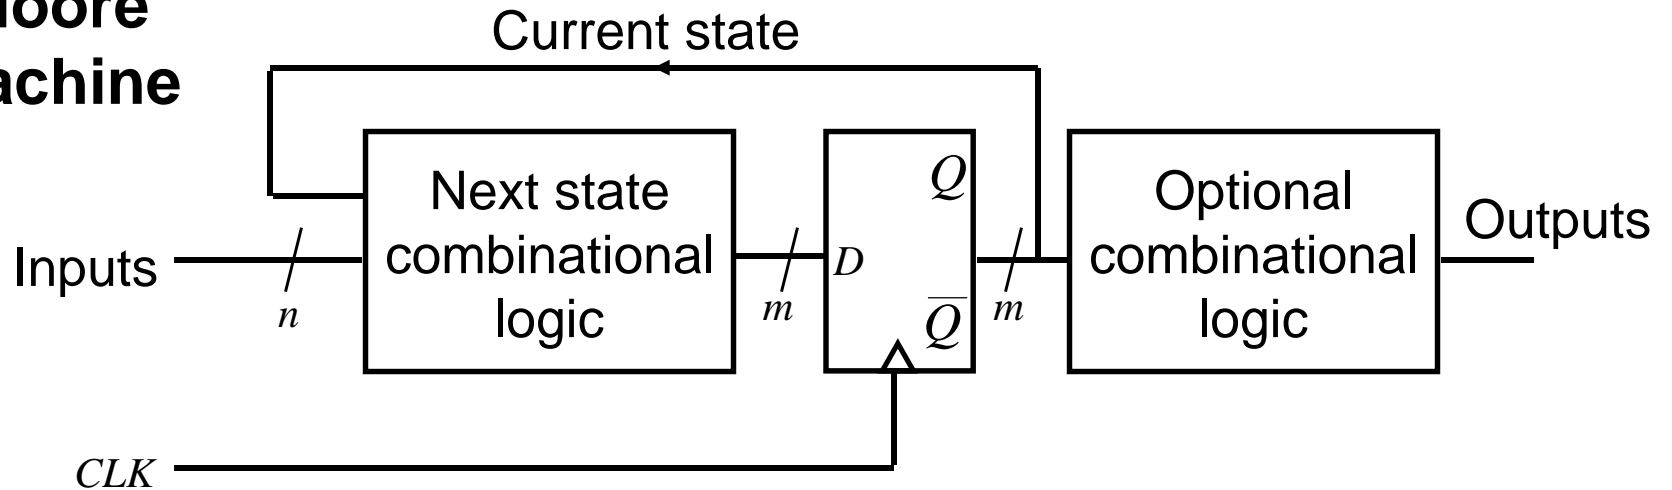 oore
achine
Current state
Next state
combinational
logic
Q
D
Q̅
Optional
combinational
logic
Outputs
Inputs
n
m
m
CLK